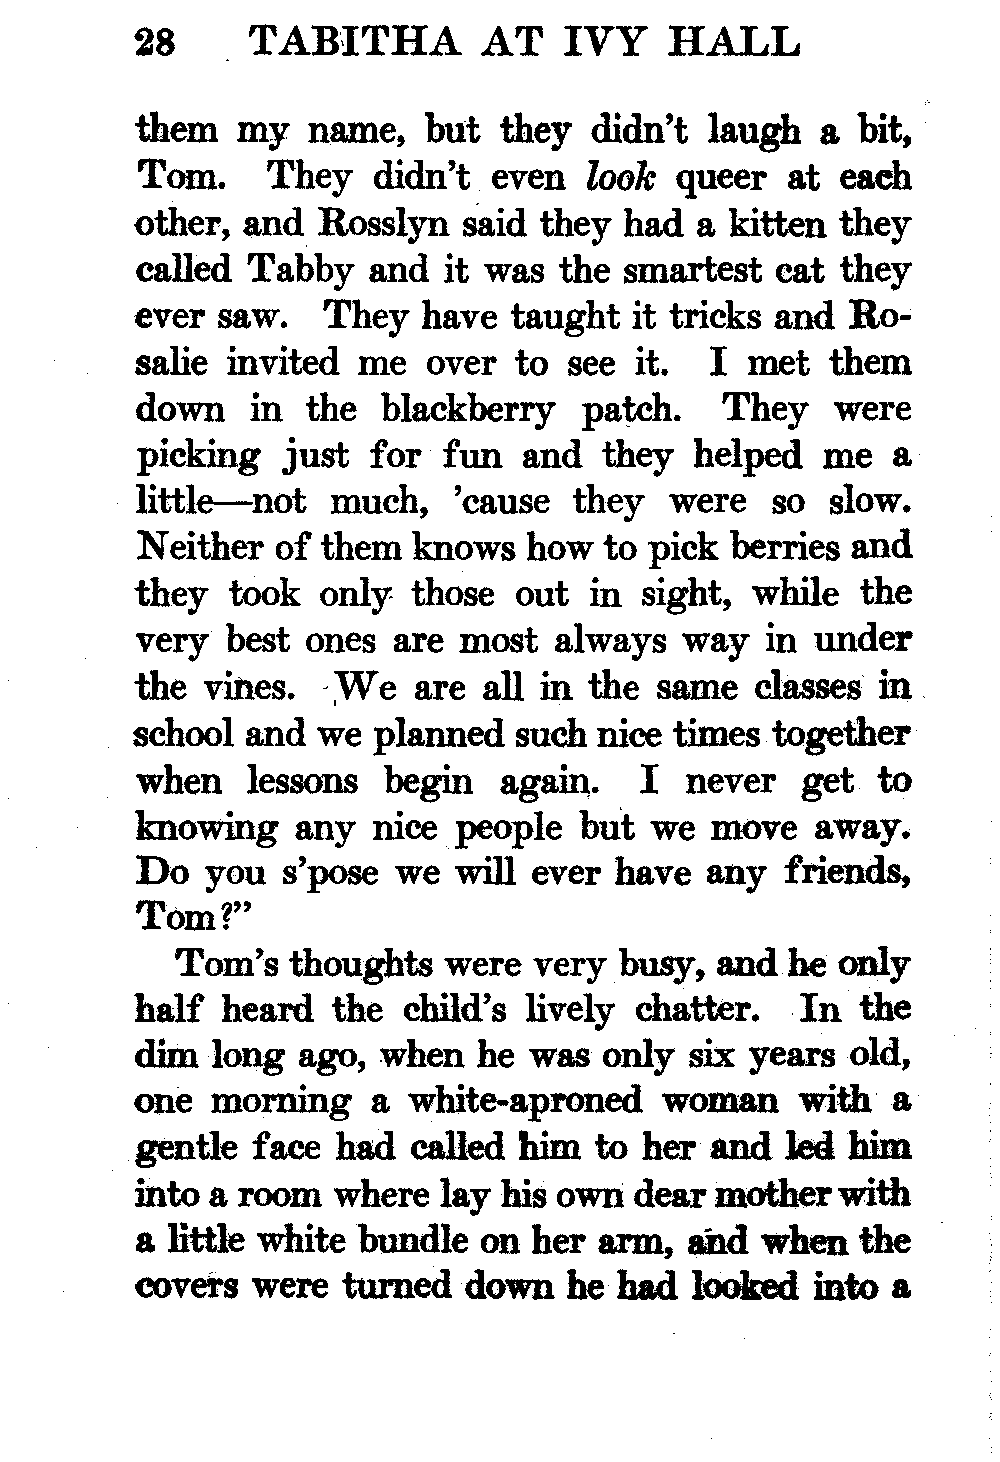 28 TABITHA AT IVY HALL
them my name, but they didn't laugh a bit,
Tom. They didn't even look queer at each
other, and Rosslyn said they had a kitten they
called Tabby and it was the smartest cat they
ever saw. They have taught it tricks and Ro-
salie invited me over to see it. I met them
down in the blackberry patch. They were
picking just for fun and they helped me a
little—not much, 'cause they were so slow.
Neither of them knows how to pick berries and
they took only those out in sight, while the
very best ones are most always way in under
the vines. We are all in the same classes in
school and we planned such nice times together
when lessons begin again. I never get to
knowing any nice people but we move away.
Do you s'pose we will ever have any friends,
Tom?”
Tom's thoughts were very busy, and he only
half heard the child's lively chatter. In the
dim long ago, when he was only six years old,
one morning a white-aproned woman with a
gentle face had called him to her and led him
into a room where lay his own dear mother with
a little white bundle on her arm, and when the
covers were turned down he had looked into a